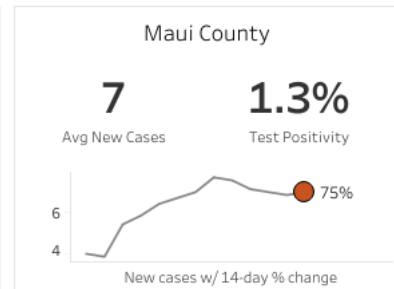 Maui County
7 1.3%
Avg New Cases Test Positivity
75%
6
4
New cases w/ 14-day % change